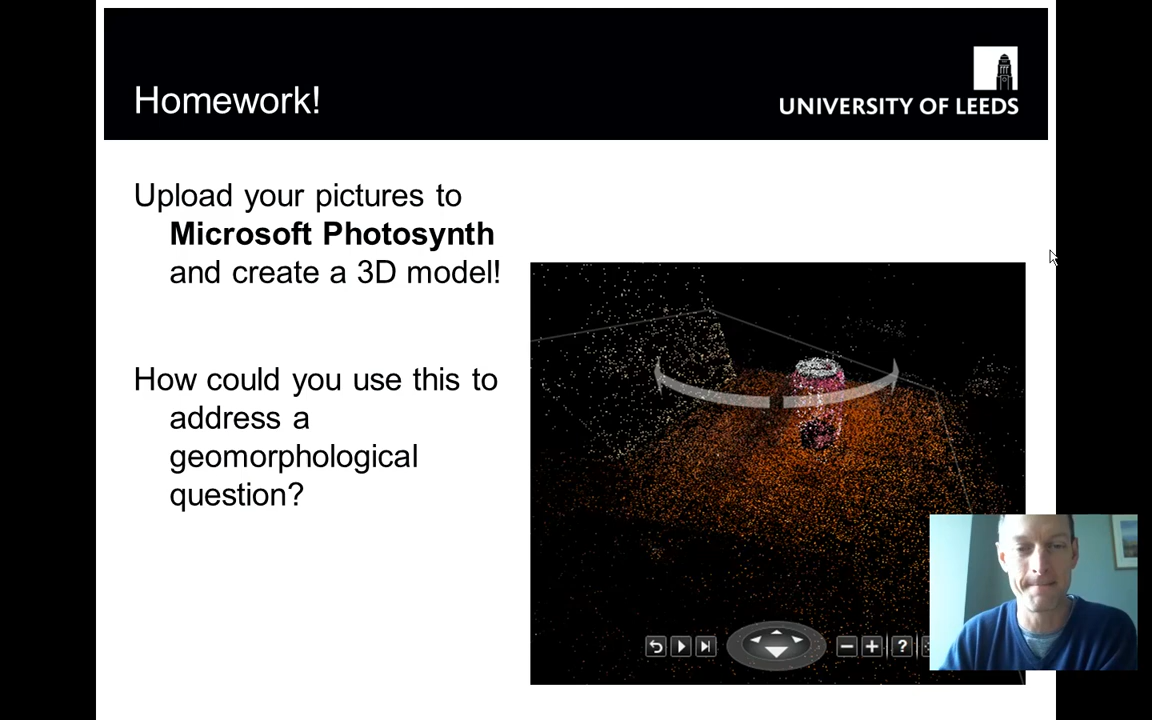 Homework!
UNIVERSITY OF LEEDS
Upload your pictures to
Microsoft Photosynth
and create a 3D model!
How could you use this to
address a
geomorphological
question?
?